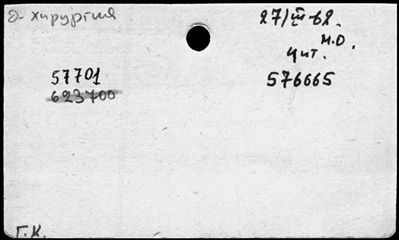 д- хирургия
27/III-62.
н.о.
цит.
57701
576665
623700
Г.К.